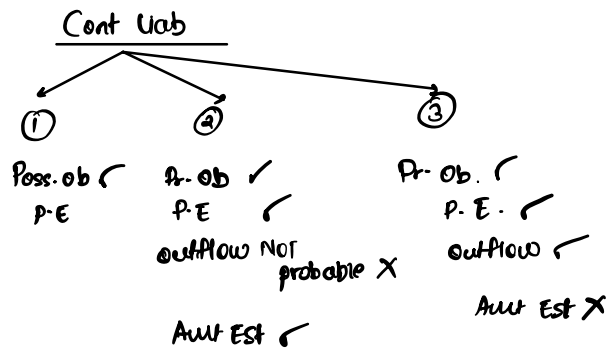 Cont Liab
1 2 3
Poss. ob ✓ Pr. Ob ✓ Pr. Ob. ✓
P.E P.E ✓ P. E. ✓
outflow NOT outflow ✓
probable X
Amt Est X
Amt Est ✓